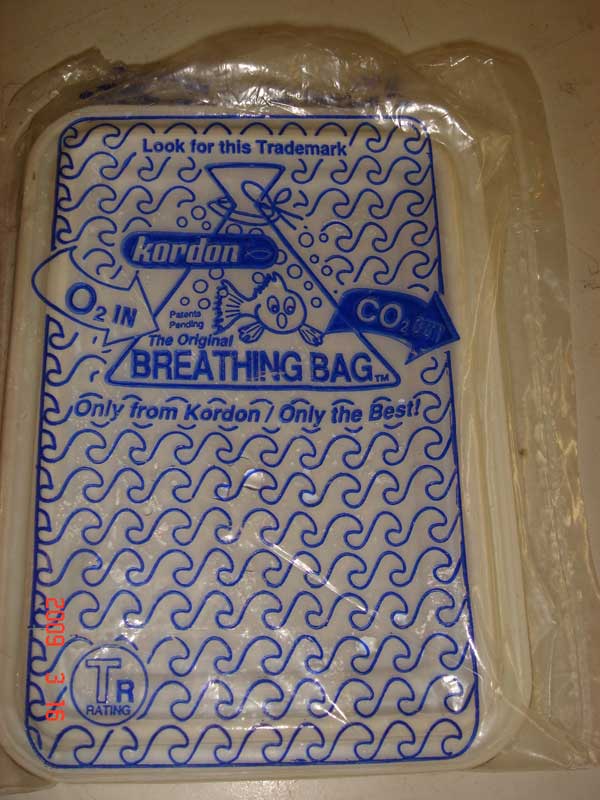 Look for this Trademark
kordon
O2 IN
CO2 OUT
Patents
Pending
The Original
BREATHING BAG™
Only from Kordon / Only the Best!
TR
RATING
2009 3 16